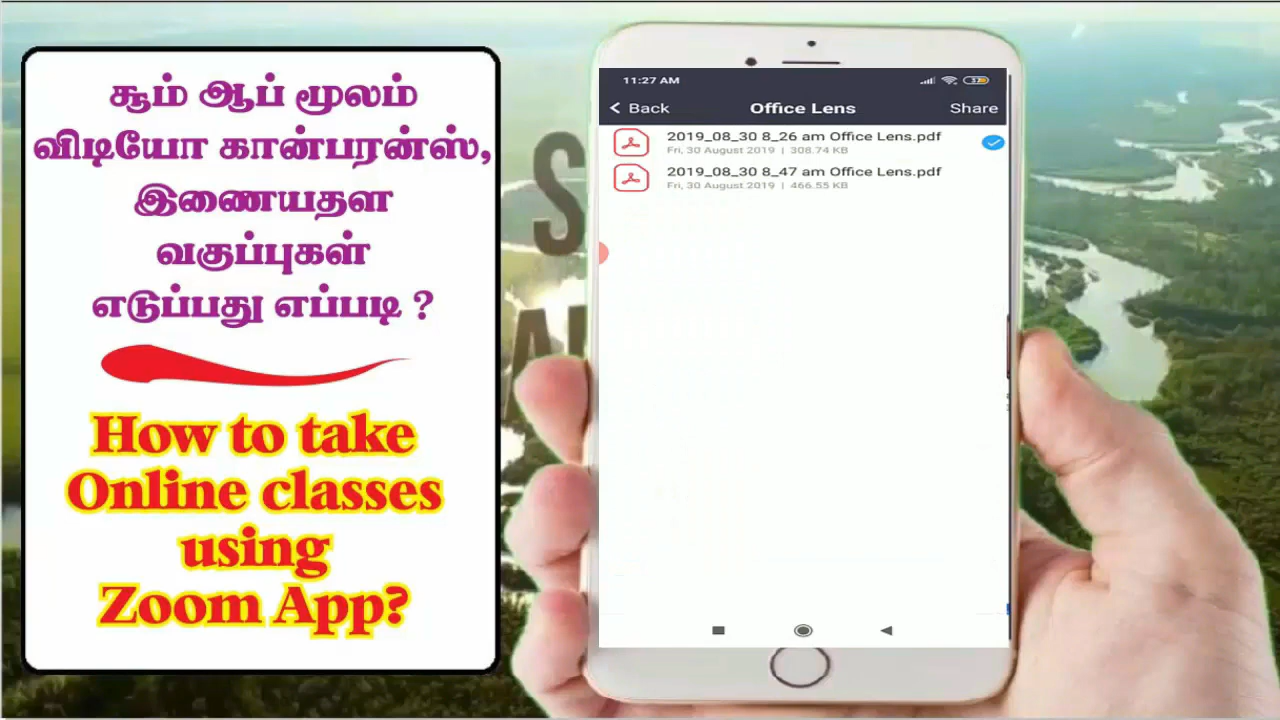 சூம் ஆப் மூலம்
விடியோ கான்பரன்ஸ்,
இணையதள
வகுப்புகள்
எடுப்பது எப்படி ?
How to take
Online classes
using
Zoom App?
11:27 AM
Back Office Lens Share
2019_08_30 8_26 am Office Lens.pdf
Fri, 30 August 2019 | 308.74 KB
2019_08_30 8_47 am Office Lens.pdf
Fri, 30 August 2019 | 466.55 KB